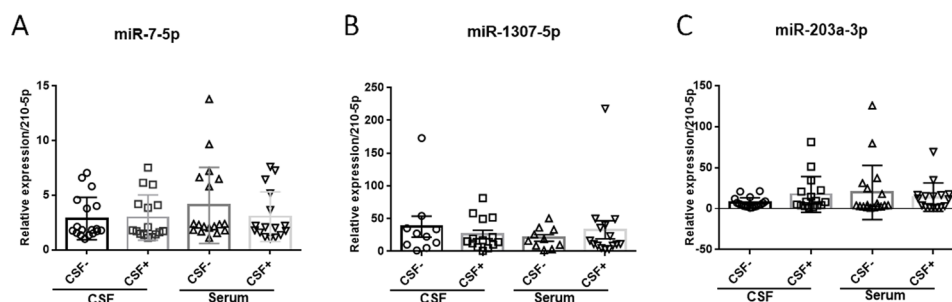 A
miR-7-5p
Relative expression/210-5p
15
10
5
0
CSF-
CSF+
CSF-
CSF+
CSF
Serum
B
miR-1307-5p
Relative expression/210-5p
250
200
150
100
50
0
CSF-
CSF+
CSF-
CSF+
CSF
Serum
C
miR-203a-3p
Relative expression/210-5p
150
100
50
0
-50
CSF-
CSF+
CSF-
CSF+
CSF
Serum